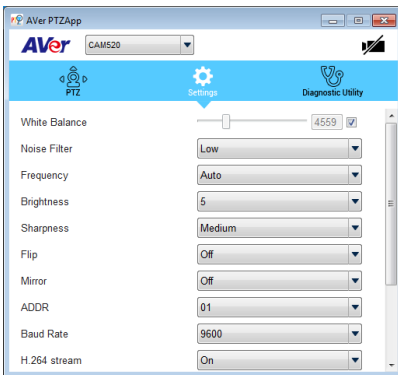 AVer PTZApp
AVer CAM520
PTZ Settings Diagnostic Utility
White Balance 4559
Noise Filter Low
Frequency Auto
Brightness 5
Sharpness Medium
Flip Off
Mirror Off
ADDR 01
Baud Rate 9600
H.264 stream On